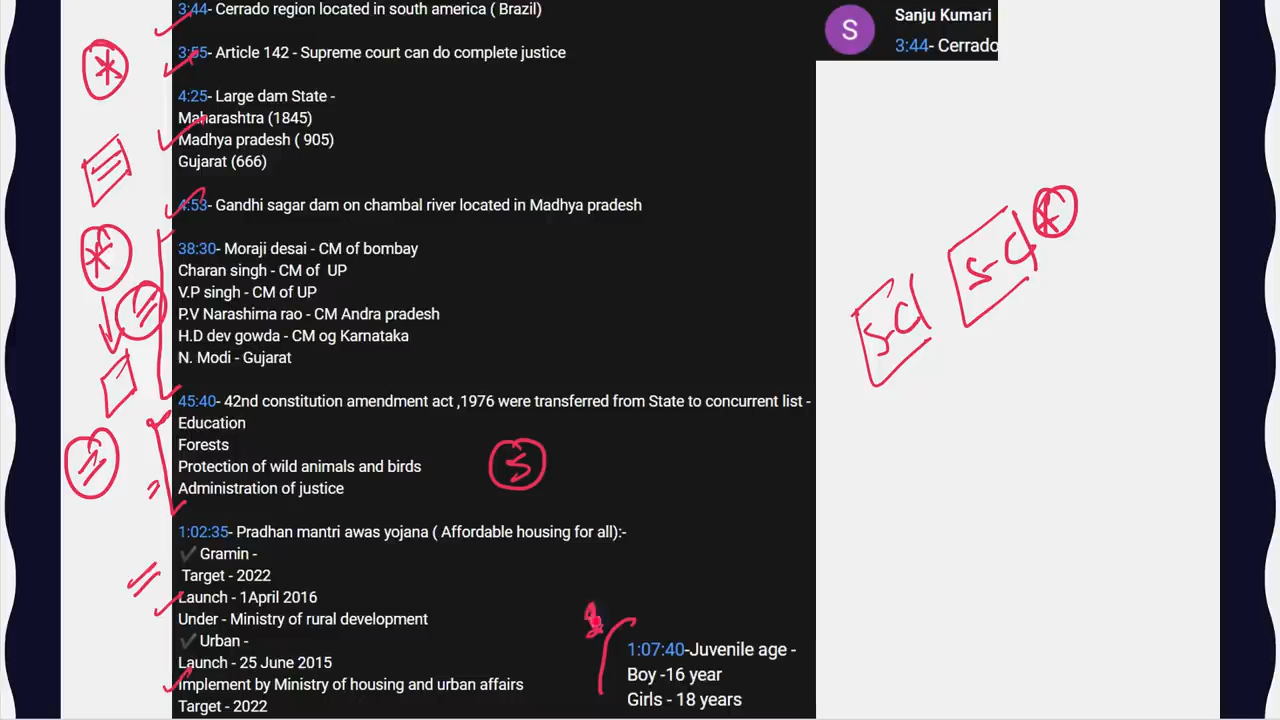 3:44- Cerrado region located in south america ( Brazil)
3:55- Article 142 - Supreme court can do complete justice
4:25- Large dam State -
Maharashtra (1845)
Madhya pradesh ( 905)
Gujarat (666)
4:53- Gandhi sagar dam on chambal river located in Madhya pradesh
38:30- Moraji desai - CM of bombay
Charan singh - CM of UP
V.P singh - CM of UP
P.V Narashima rao - CM Andra pradesh
H.D dev gowda - CM og Karnataka
N. Modi - Gujarat
45:40- 42nd constitution amendment act ,1976 were transferred from State to concurrent list -
Education
Forests
Protection of wild animals and birds
Administration of justice
1:02:35- Pradhan mantri awas yojana ( Affordable housing for all):-
✔Gramin -
Target - 2022
Launch - 1April 2016
Under - Ministry of rural development
✔Urban -
Launch - 25 June 2015
Implement by Ministry of housing and urban affairs
Target - 2022
1:07:40-Juvenile age -
Boy -16 year
Girls - 18 years
S
Sanju Kumari
3:44- Cerrado
S-cl
S-cl
S